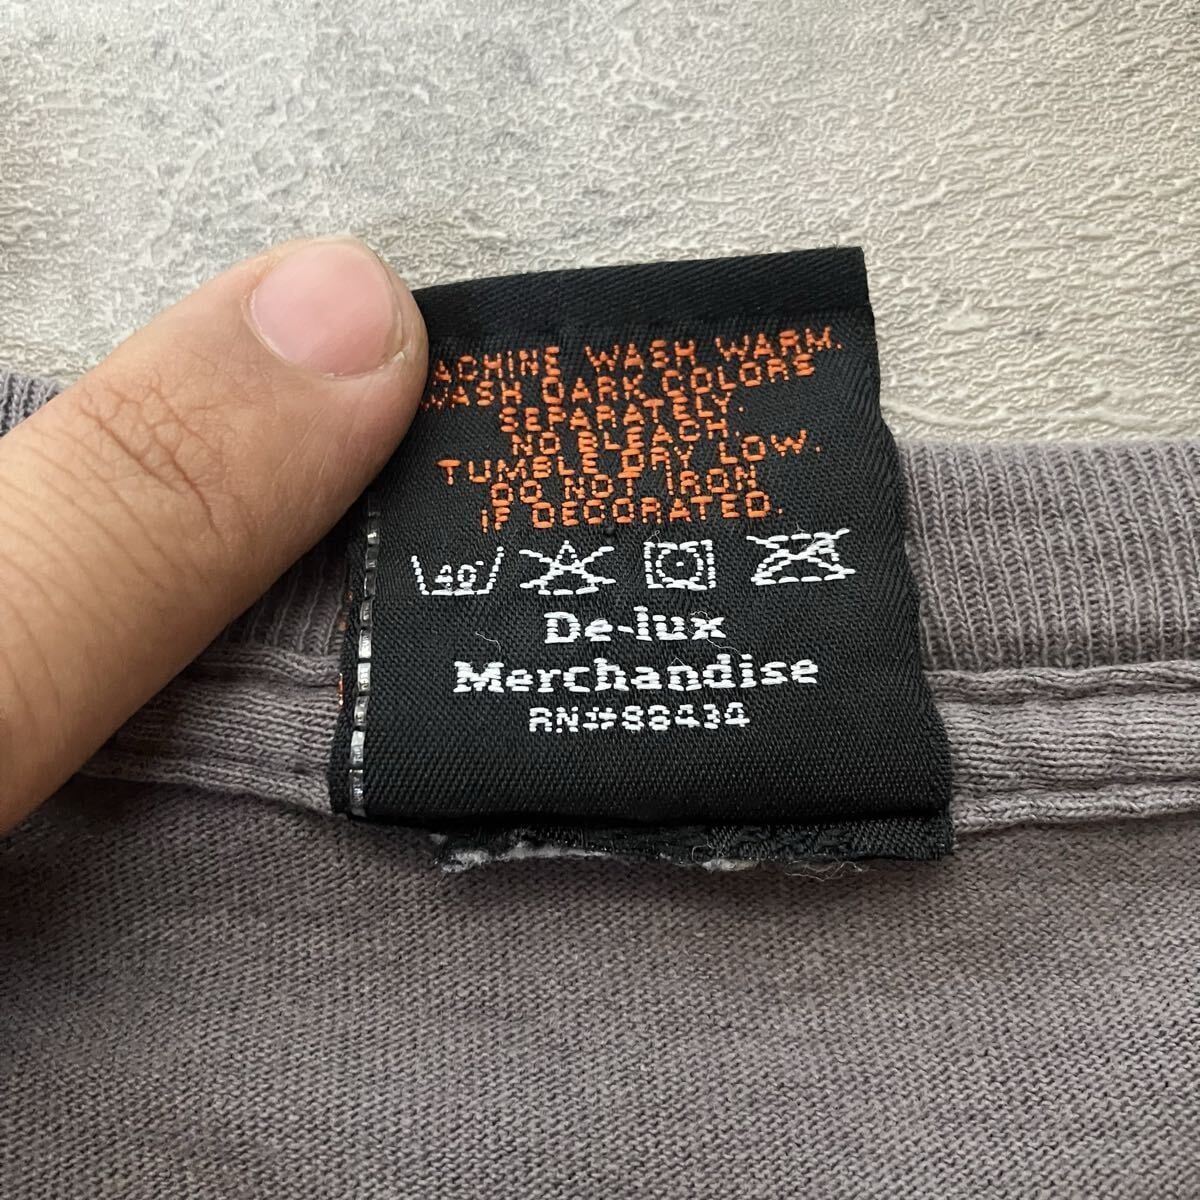 WASH WARM.
WASH DARK COLORS
SEPARATELY.
NO BLEACH.
TUMBLE DRY LOW.
DO NOT IRON
IF DECORATED.
40°
De-lux
Merchandise
RN#88434